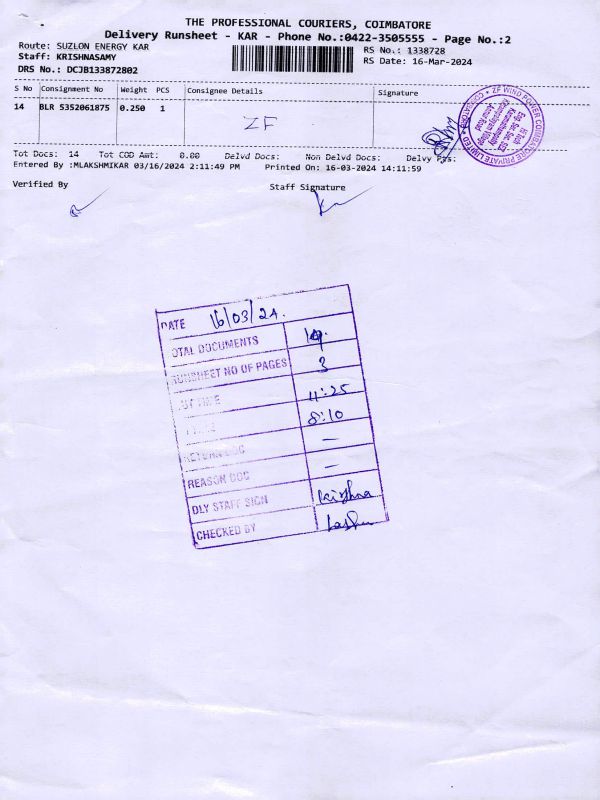 THE PROFESSIONAL COURIERS, COIMBATORE
Delivery Runsheet - KAR - Phone No.:0422-3505555 - Page No.:2
Route: SUZLON ENERGY KAR
RS No.: 1338728
Staff: KRISHNASAMY
RS Date: 16-Mar-2024
DRS No.: DCJB133872802
S No Consignment No Weight PCS Consignee Details Signature
14 BLR 5352061875 0.250 1
ZF
ZF WIND POWER COIMBATORE PRIVATE LIMITED
Tot Docs: 14 Tot COD Amt: 0.00 Delvd Docs: Non Delvd Docs: Delvy Prs:
Entered By :MLAKSHMIKAR 03/16/2024 2:11:49 PM Printed On: 16-03-2024 14:11:59
Verified By Staff Signature
DATE 16/03/24.
OTAL DOCUMENTS
RUNSHEET NO OF PAGES 3
TIME 11:25
8:10
RETURN DOC —
REASON DOC —
DLY STAFF SIGN Krishna
CHECKED BY